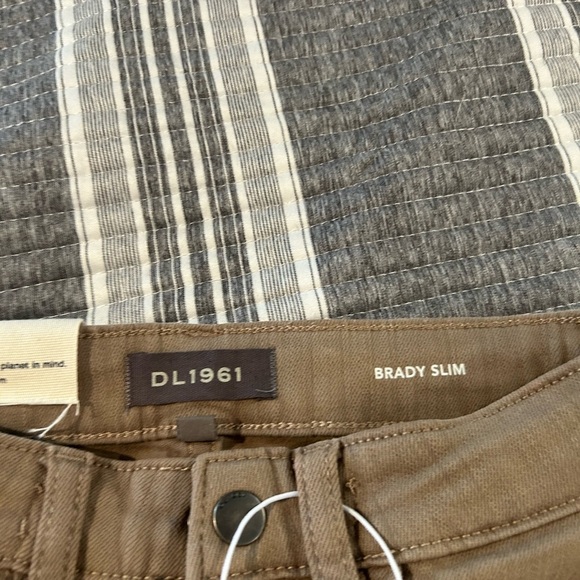 planet in mind.
m
DL1961
BRADY SLIM